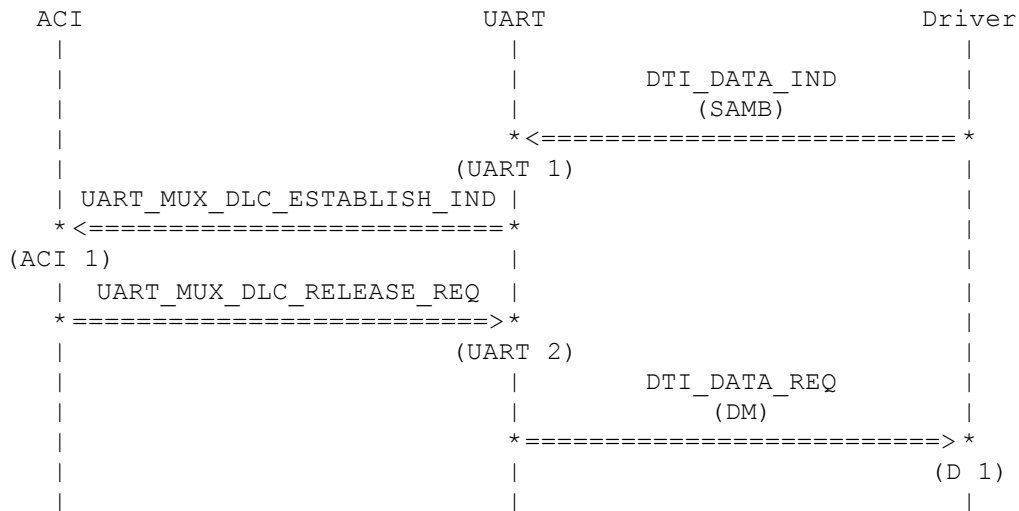 ACI UART Driver
| | |
| | DTI_DATA_IND |
| | (SAMB) |
| *<========================== *
| (UART 1) |
| UART_MUX_DLC_ESTABLISH_IND | |
* <==========================* |
(ACI 1) | |
| UART_MUX_DLC_RELEASE_REQ | |
* ==========================>* |
| (UART 2) |
| | DTI_DATA_REQ |
| | (DM) |
| *==========================> *
| | (D 1)
| | |